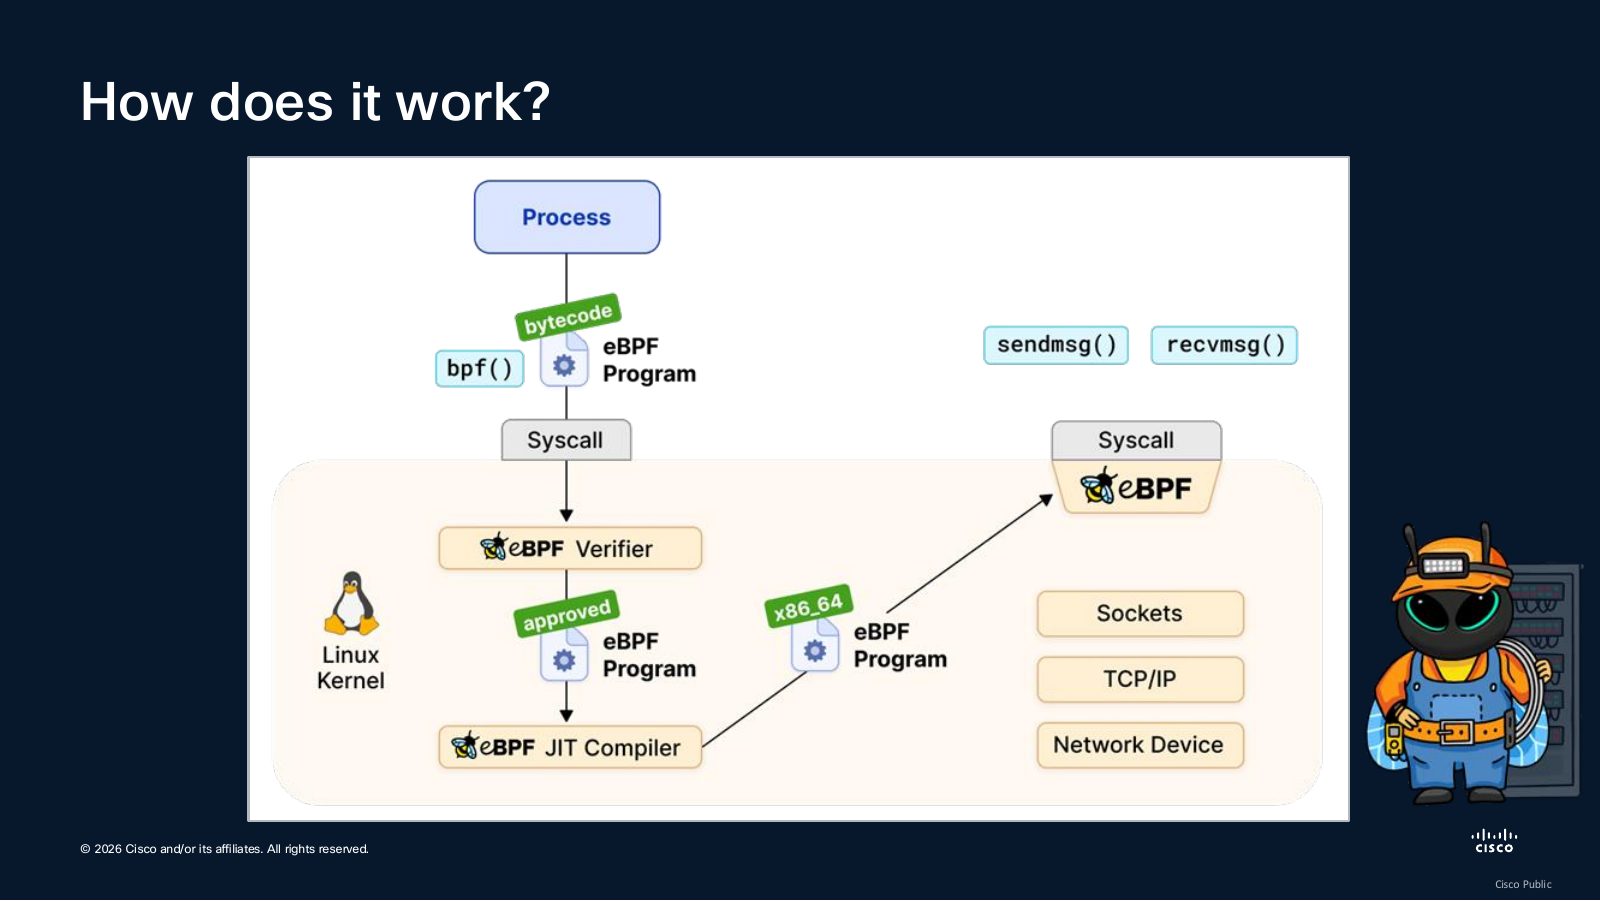 How does it work?
Process
bytecode
eBPF
Program
bpf()
Syscall
eBPF Verifier
approved
eBPF
Program
eBPF JIT Compiler
Linux
Kernel
x86_64
eBPF
Program
sendmsg()
recvmsg()
Syscall
eBPF
Sockets
TCP/IP
Network Device
© 2026 Cisco and/or its affiliates. All rights reserved.
CISCO
Cisco Public